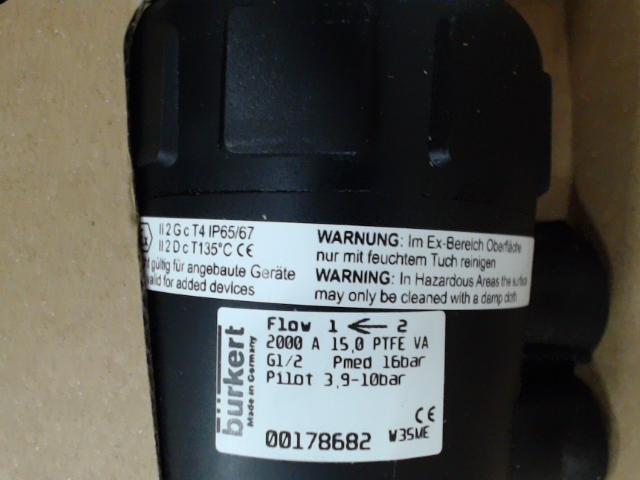 II 2 G c T4 IP65/67
II 2 D c T135°C CE
gültig für angebaute Geräte
valid for added devices
WARNUNG: Im Ex-Bereich Oberfläche
nur mit feuchtem Tuch reinigen
WARNING: In Hazardous Areas the surface
may only be cleaned with a damp cloth
bürkert
Made in Germany
Flow 1 ← 2
2000 A 15,0 PTFE VA
G1/2 Pmed 16bar
Pilot 3,9-10bar
CE
00178682 W35ME